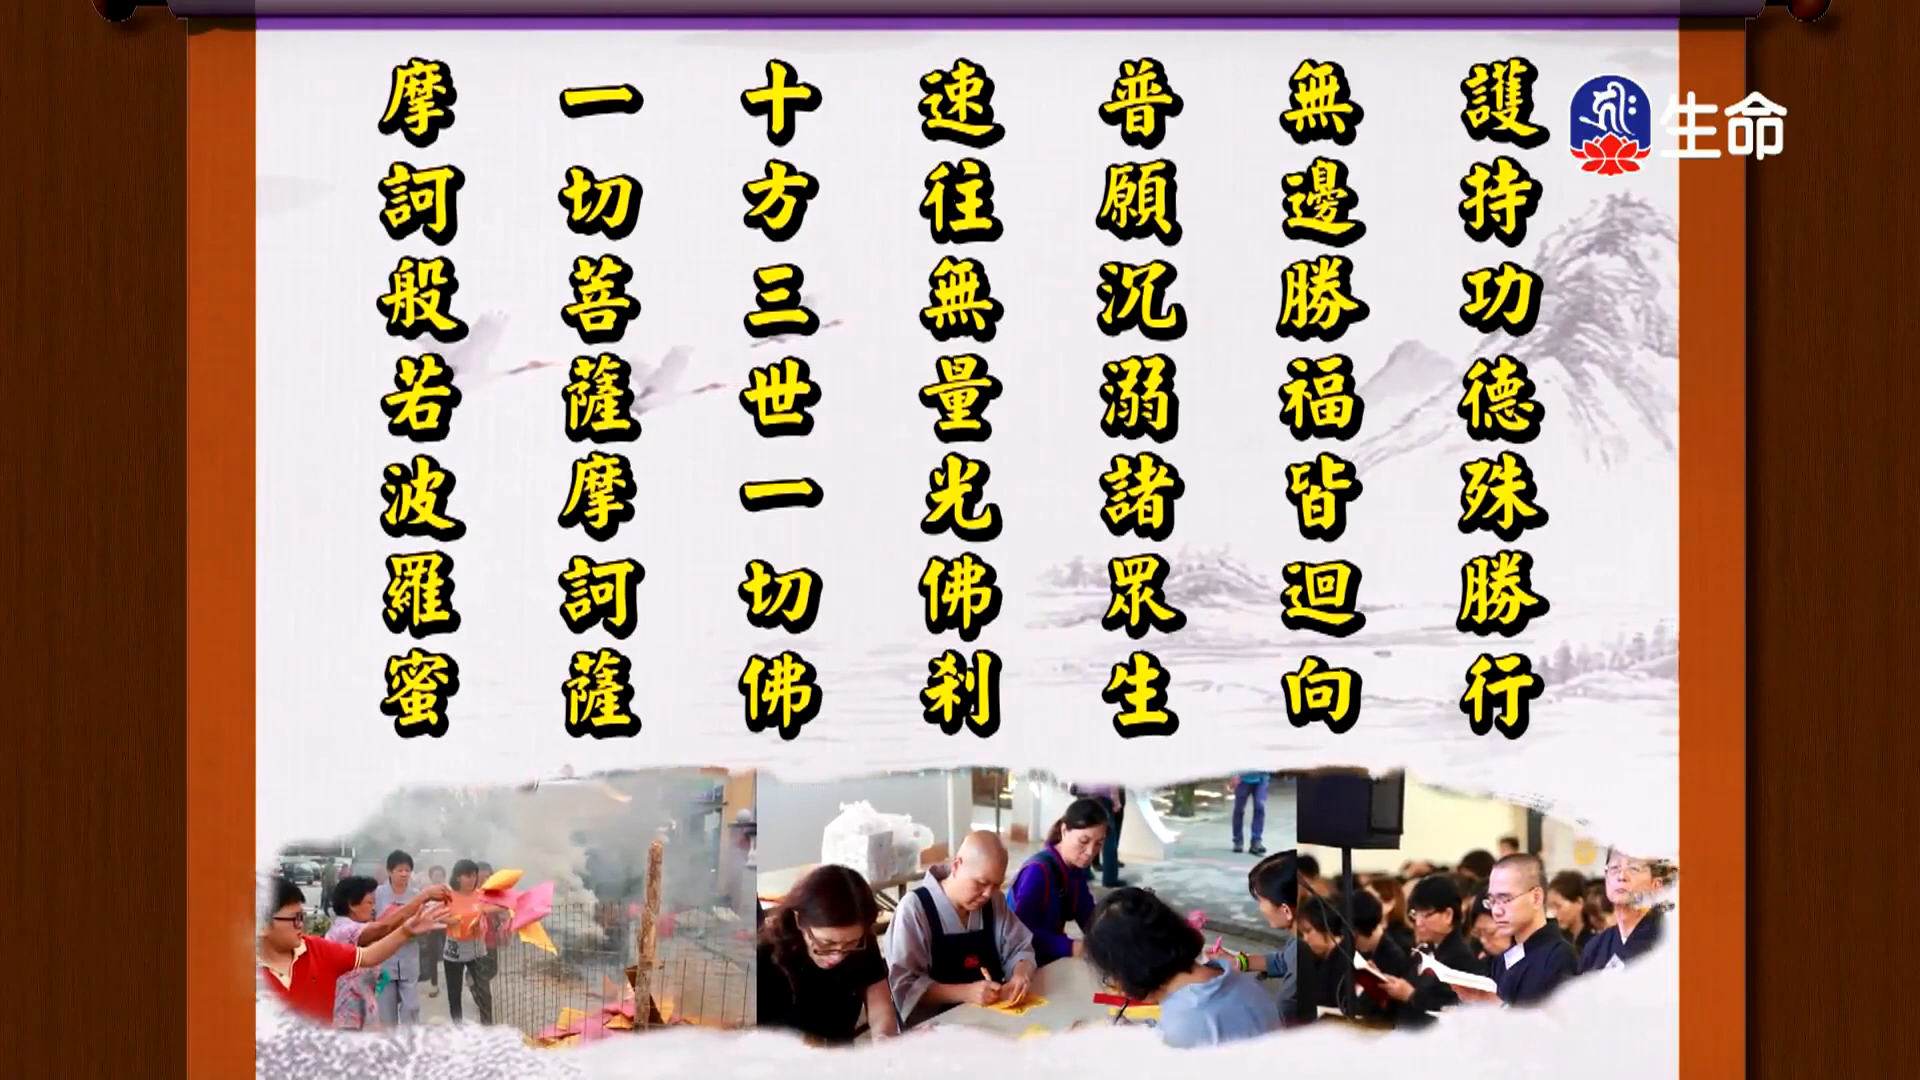 護持功德殊勝行
無邊勝福皆迴向
普願沉溺諸眾生
速往無量光佛剎
十方三世一切佛
一切菩薩摩訶薩
摩訶般若波羅蜜
生命